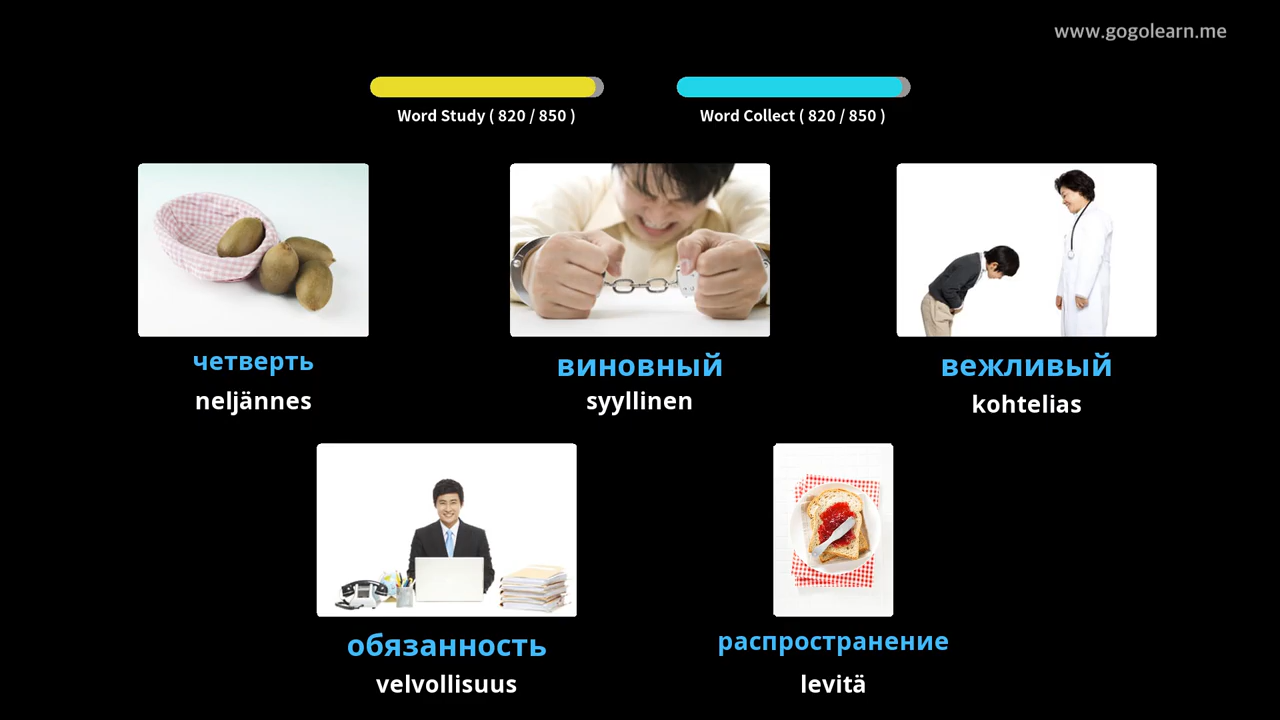 www.gogolearn.me
Word Study ( 820 / 850 )
Word Collect ( 820 / 850 )
четверть
neljännes
виновный
syyllinen
вежливый
kohtelias
обязанность
velvollisuus
распространение
levitä